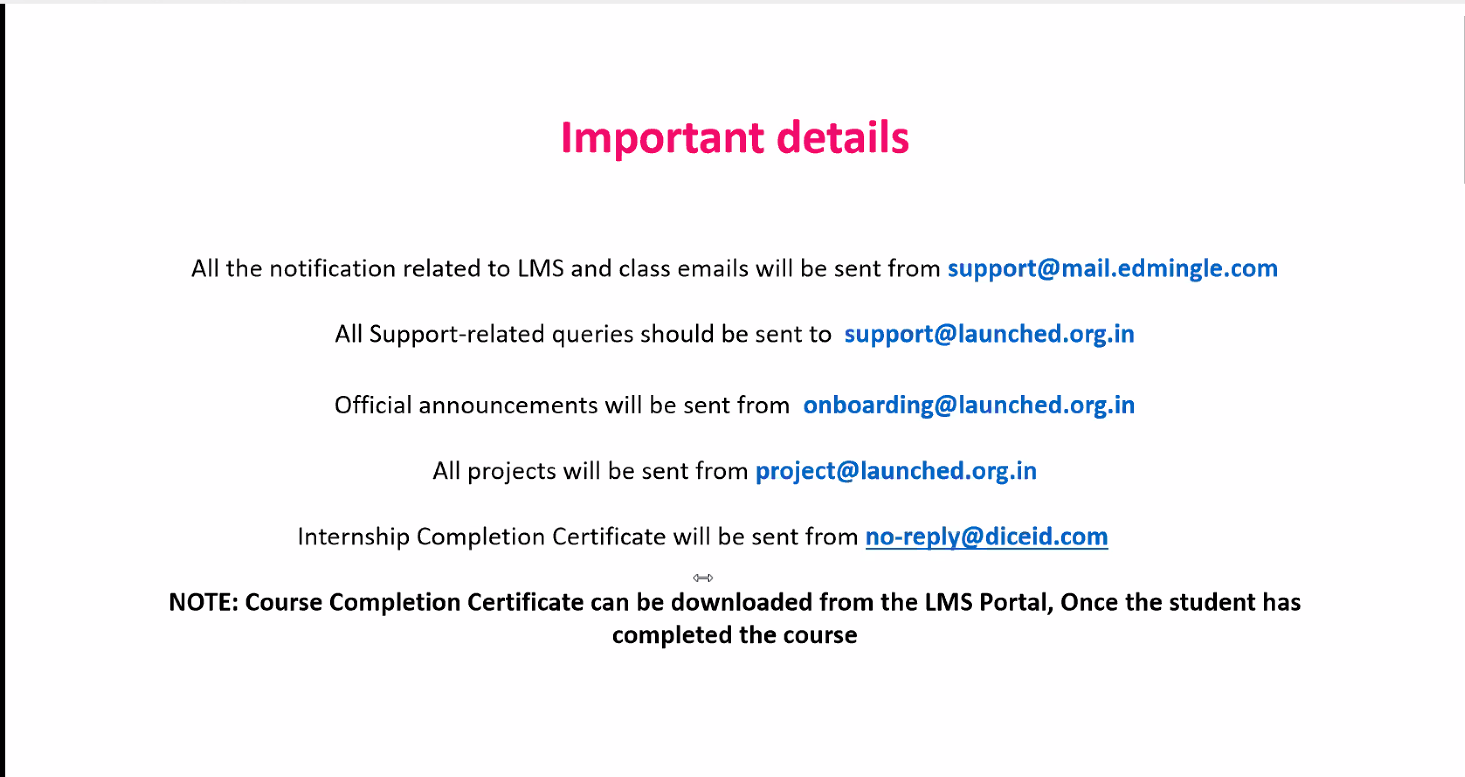 Important details
All the notification related to LMS and class emails will be sent from support@mail.edmingle.com
All Support-related queries should be sent to support@launched.org.in
Official announcements will be sent from onboarding@launched.org.in
All projects will be sent from project@launched.org.in
Internship Completion Certificate will be sent from no-reply@diceid.com
NOTE: Course Completion Certificate can be downloaded from the LMS Portal, Once the student has
completed the course